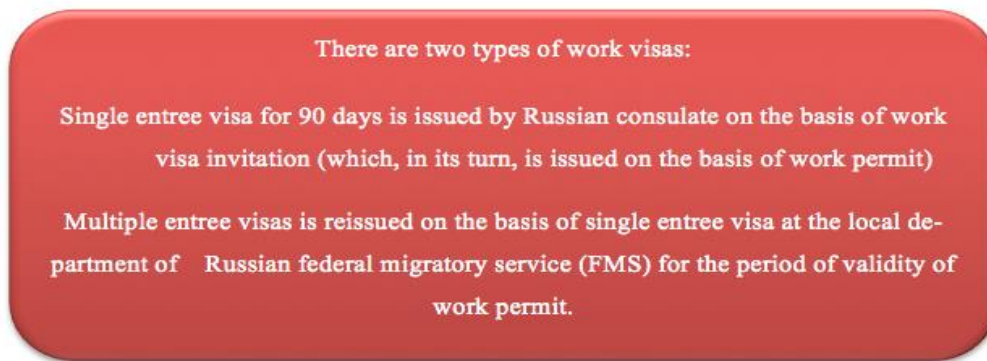 There are two types of work visas:
Single entree visa for 90 days is issued by Russian consulate on the basis of work
visa invitation (which, in its turn, is issued on the basis of work permit)
Multiple entree visas is reissued on the basis of single entree visa at the local de-
partment of Russian federal migratory service (FMS) for the period of validity of
work permit.